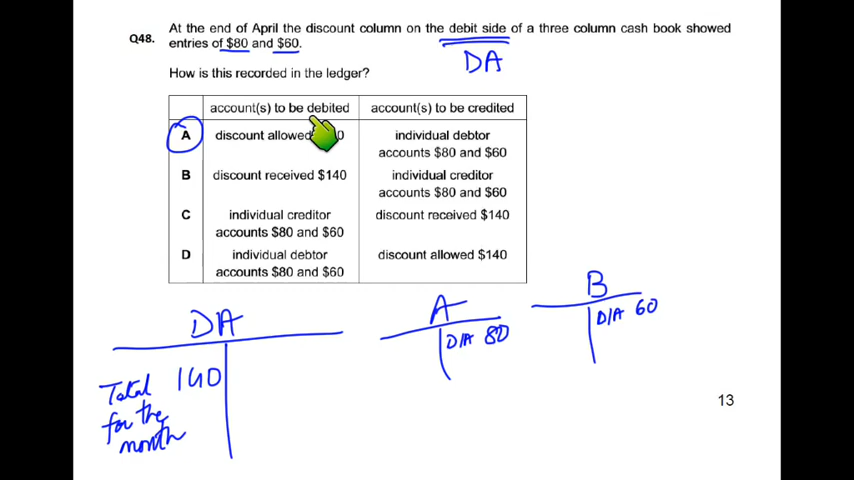 At the end of April the discount column on the debit side of a three column cash book showed
Q48.
entries of $80 and $60.
DA
How is this recorded in the ledger?
account(s) to be debited
account(s) to be credited
A
discount allowed
individual debtor
accounts $80 and $60
B
discount received $140
individual creditor
accounts $80 and $60
C
individual creditor
accounts $80 and $60
discount received $140
D
individual debtor
accounts $80 and $60
discount allowed $140
DA
A
B
D/A 80
D/A 60
Total 140
for the
month
13